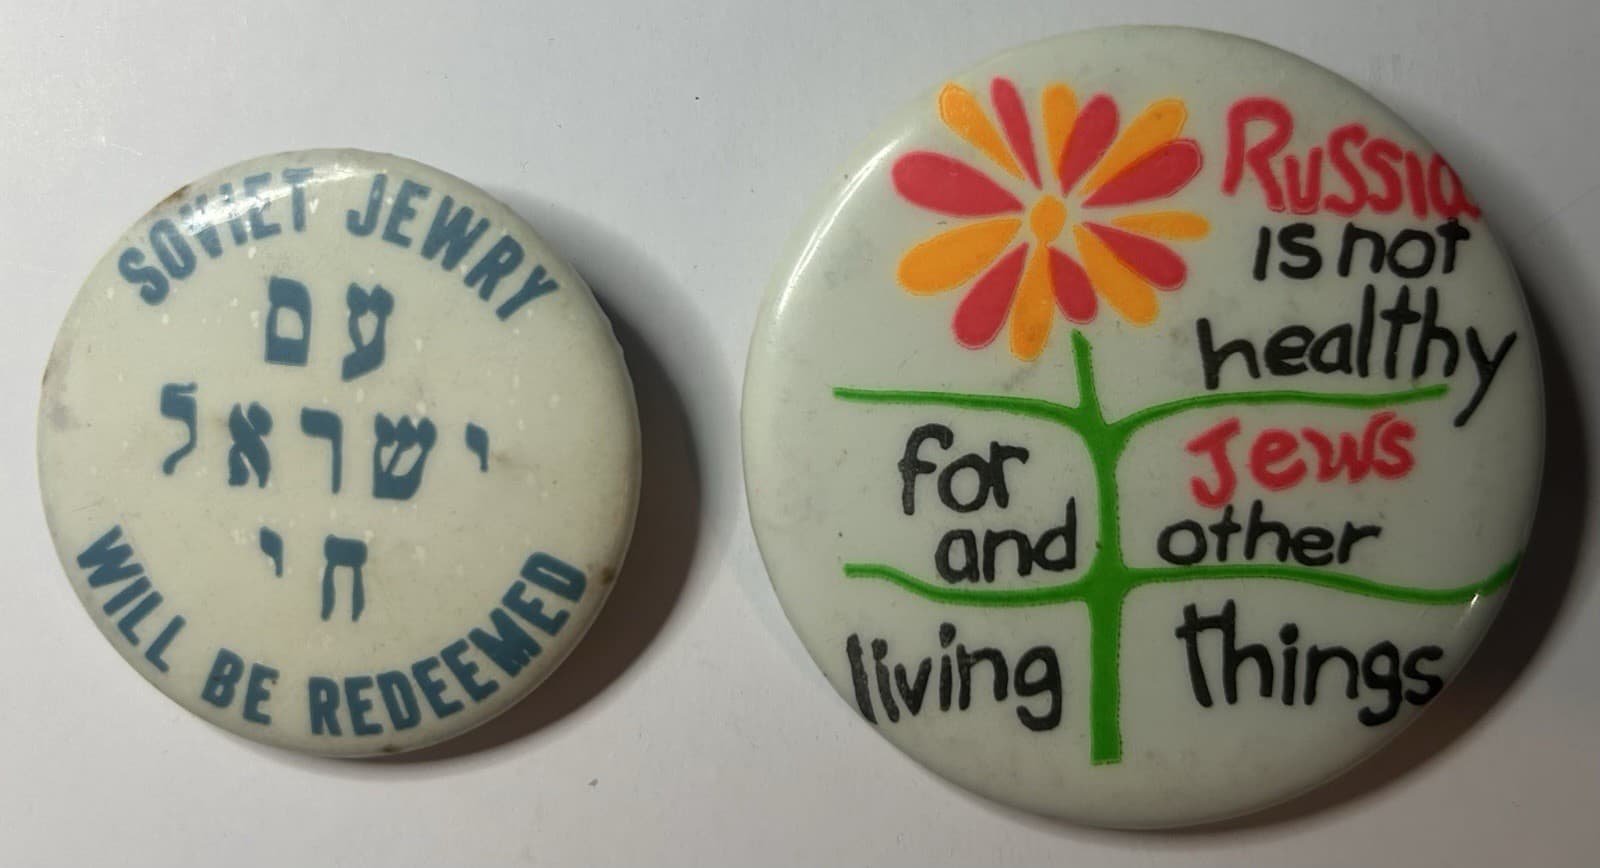 SOVIET JEWRY
עם
ישראל
חי
WILL BE REDEEMED
Russia
is not
healthy
for Jews
and other
living things